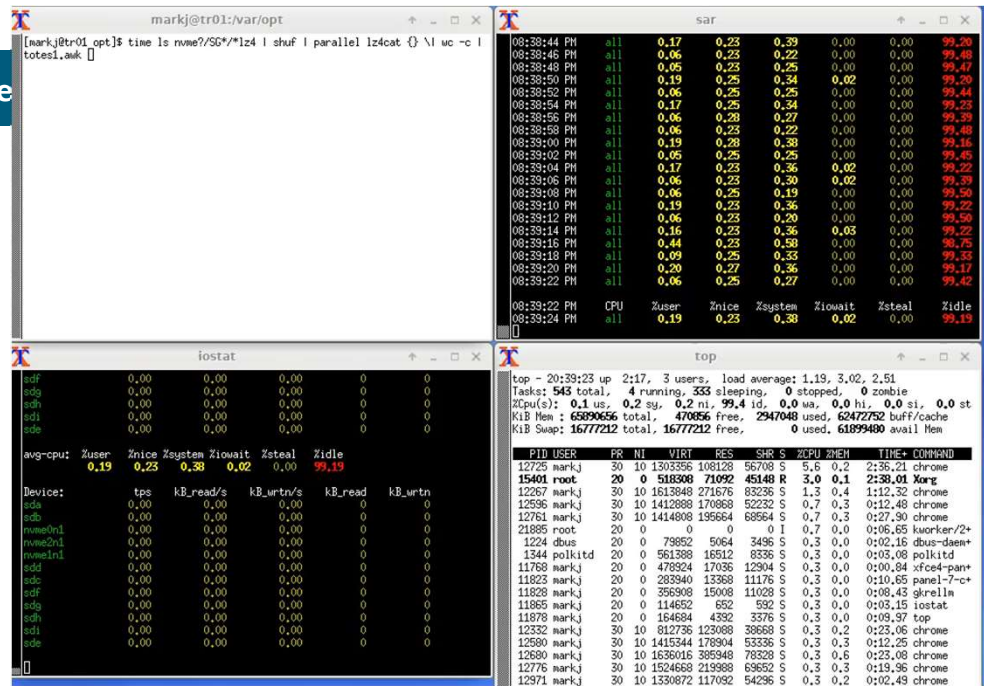 markj@tr01:/var/opt
[markj@tr01 opt]$ time ls nvme?/SG*/*lz4 | shuf | parallel lz4cat {} \| wc -c |
totes1.awk
e
sar
08:38:44 PM all 0.17 0.23 0.39 0.00 0.00 99.20
08:38:46 PM all 0.06 0.23 0.22 0.00 0.00 99.48
08:38:48 PM all 0.05 0.23 0.25 0.00 0.00 99.47
08:38:50 PM all 0.19 0.25 0.34 0.02 0.00 99.20
08:38:52 PM all 0.06 0.25 0.25 0.00 0.00 99.44
08:38:54 PM all 0.17 0.25 0.34 0.00 0.00 99.23
08:38:56 PM all 0.06 0.28 0.27 0.00 0.00 99.39
08:38:58 PM all 0.06 0.23 0.22 0.00 0.00 99.48
08:39:00 PM all 0.19 0.28 0.38 0.00 0.00 99.16
08:39:02 PM all 0.05 0.25 0.25 0.00 0.00 99.45
08:39:04 PM all 0.17 0.23 0.36 0.02 0.00 99.22
08:39:06 PM all 0.06 0.23 0.30 0.02 0.00 99.39
08:39:08 PM all 0.06 0.25 0.19 0.00 0.00 99.50
08:39:10 PM all 0.19 0.23 0.36 0.00 0.00 99.22
08:39:12 PM all 0.06 0.23 0.20 0.00 0.00 99.50
08:39:14 PM all 0.16 0.23 0.36 0.03 0.00 99.22
08:39:16 PM all 0.44 0.23 0.58 0.00 0.00 98.75
08:39:18 PM all 0.09 0.25 0.33 0.00 0.00 99.33
08:39:20 PM all 0.20 0.27 0.36 0.00 0.00 99.17
08:39:22 PM all 0.06 0.25 0.27 0.00 0.00 99.42
08:39:22 PM CPU %user %nice %system %iowait %steal %idle
08:39:24 PM all 0.19 0.23 0.38 0.02 0.00 99.19
iostat
sdf 0.00 0.00 0.00 0 0
sdg 0.00 0.00 0.00 0 0
sdh 0.00 0.00 0.00 0 0
sdi 0.00 0.00 0.00 0 0
sde 0.00 0.00 0.00 0 0
avg-cpu: %user %nice %system %iowait %steal %idle
0.19 0.23 0.38 0.02 0.00 99.19
Device: tps kB_read/s kB_wrtn/s kB_read kB_wrtn
sda 0.00 0.00 0.00 0 0
sdb 0.00 0.00 0.00 0 0
nvme0n1 0.00 0.00 0.00 0 0
nvme2n1 0.00 0.00 0.00 0 0
nvme1n1 0.00 0.00 0.00 0 0
sdd 0.00 0.00 0.00 0 0
sdc 0.00 0.00 0.00 0 0
sdf 0.00 0.00 0.00 0 0
sdg 0.00 0.00 0.00 0 0
sdh 0.00 0.00 0.00 0 0
sdi 0.00 0.00 0.00 0 0
sde 0.00 0.00 0.00 0 0
top
top - 20:39:23 up 2:17, 3 users, load average: 1.19, 3.02, 2.51
Tasks: 543 total, 4 running, 333 sleeping, 0 stopped, 0 zombie
%Cpu(s): 0.1 us, 0.2 sy, 0.2 ni, 99.4 id, 0.0 wa, 0.0 hi, 0.0 si, 0.0 st
KiB Mem : 65890656 total, 470856 free, 2947048 used, 62472752 buff/cache
KiB Swap: 16777212 total, 16777212 free, 0 used. 61899480 avail Mem
PID USER PR NI VIRT RES SHR S %CPU %MEM TIME+ COMMAND
12725 markj 30 10 1303356 108128 56708 S 5.6 0.2 2:36.21 chrome
15401 root 20 0 518308 71092 45148 R 3.0 0.1 2:38.01 Xorg
12267 markj 30 10 1613848 271676 83236 S 1.3 0.4 1:12.32 chrome
12596 markj 30 10 1412888 170868 52232 S 0.7 0.3 0:12.48 chrome
12761 markj 30 10 1414808 195664 68564 S 0.7 0.3 0:27.90 chrome
21885 root 20 0 0 0 0 I 0.7 0.0 0:06.65 kworker/2+
1224 dbus 20 0 79852 5064 3496 S 0.3 0.0 0:02.16 dbus-daem+
1344 polkitd 20 0 561388 16512 8336 S 0.3 0.0 0:03.08 polkitd
11768 markj 20 0 478924 17036 12904 S 0.3 0.0 0:00.84 xfce4-pan+
11823 markj 20 0 283940 13368 11176 S 0.3 0.0 0:10.65 panel-7-c+
11828 markj 20 0 356908 15008 11028 S 0.3 0.0 0:08.43 gkrellm
11865 markj 20 0 114652 652 592 S 0.3 0.0 0:03.15 iostat
11878 markj 20 0 164684 4392 3376 S 0.3 0.0 0:09.97 top
12332 markj 30 10 812736 123088 38668 S 0.3 0.2 0:23.06 chrome
12580 markj 30 10 1415344 178904 53336 S 0.3 0.3 0:12.25 chrome
12680 markj 30 10 1636016 385948 78328 S 0.3 0.6 0:23.08 chrome
12776 markj 30 10 1524668 219988 69652 S 0.3 0.3 0:19.96 chrome
12971 markj 30 10 1330872 117092 54296 S 0.3 0.2 0:02.49 chrome